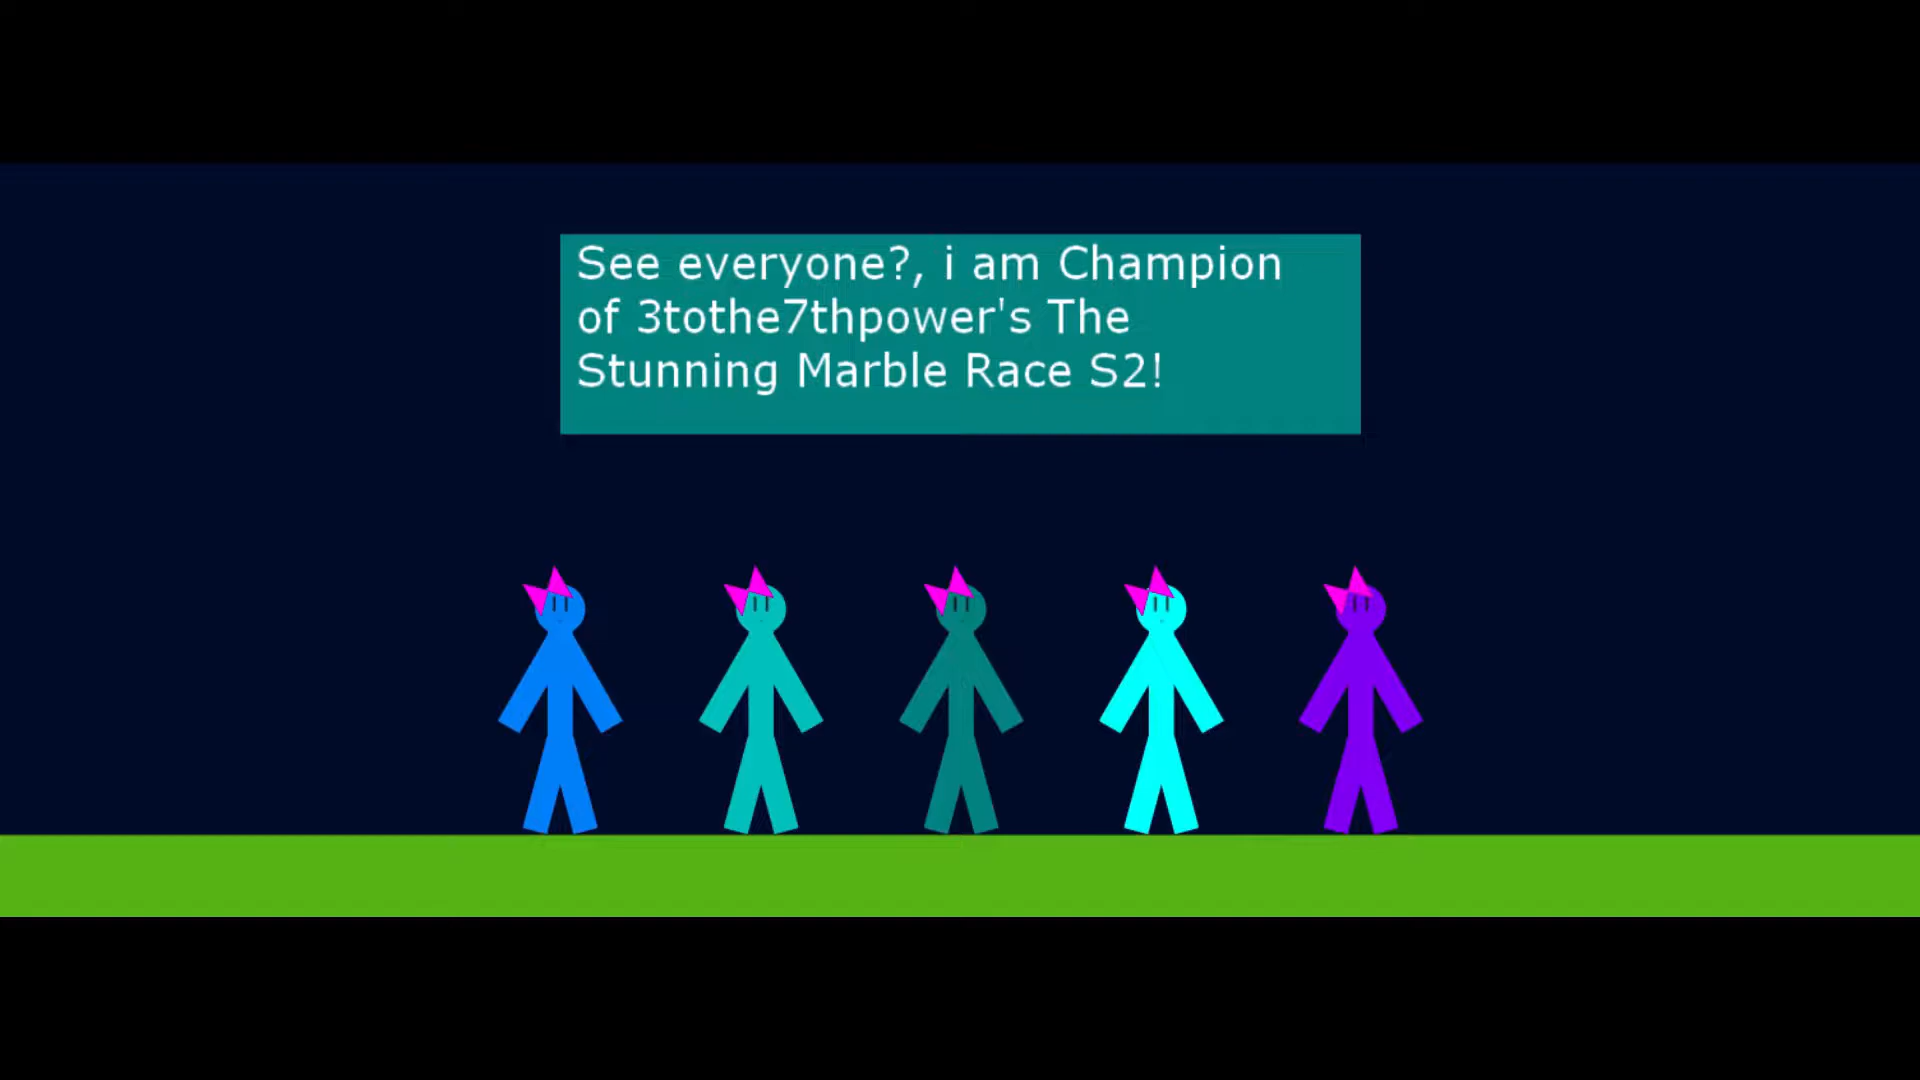 See everyone?, i am Champion
of 3tothe7thpower's The
Stunning Marble Race S2!